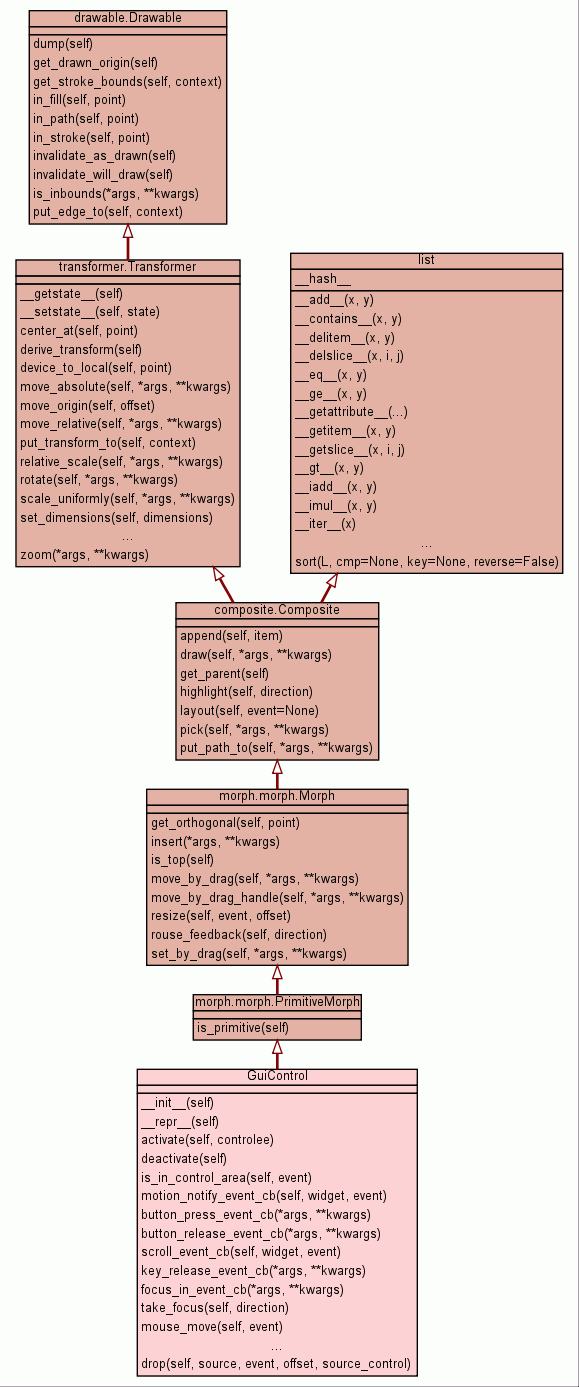 drawable.Drawable
dump(self)
get_drawn_origin(self)
get_stroke_bounds(self, context)
in_fill(self, point)
in_path(self, point)
in_stroke(self, point)
invalidate_as_drawn(self)
invalidate_will_draw(self)
is_inbounds(*args, **kwargs)
put_edge_to(self, context)
transformer.Transformer
__getstate__(self)
__setstate__(self, state)
center_at(self, point)
derive_transform(self)
device_to_local(self, point)
move_absolute(self, *args, **kwargs)
move_origin(self, offset)
move_relative(self, *args, **kwargs)
put_transform_to(self, context)
relative_scale(self, *args, **kwargs)
rotate(self, *args, **kwargs)
scale_uniformly(self, *args, **kwargs)
set_dimensions(self, dimensions)
...
zoom(*args, **kwargs)
list
__hash__
__add__(x, y)
__contains__(x, y)
__delitem__(x, y)
__delslice__(x, i, j)
__eq__(x, y)
__ge__(x, y)
__getattribute__(...)
__getitem__(x, y)
__getslice__(x, i, j)
__gt__(x, y)
__iadd__(x, y)
__imul__(x, y)
__iter__(x)
...
sort(L, cmp=None, key=None, reverse=False)
composite.Composite
append(self, item)
draw(self, *args, **kwargs)
get_parent(self)
highlight(self, direction)
layout(self, event=None)
pick(self, *args, **kwargs)
put_path_to(self, *args, **kwargs)
morph.morph.Morph
get_orthogonal(self, point)
insert(*args, **kwargs)
is_top(self)
move_by_drag(self, *args, **kwargs)
move_by_drag_handle(self, *args, **kwargs)
resize(self, event, offset)
rouse_feedback(self, direction)
set_by_drag(self, *args, **kwargs)
morph.morph.PrimitiveMorph
is_primitive(self)
GuiControl
__init__(self)
__repr__(self)
activate(self, controlee)
deactivate(self)
is_in_control_area(self, event)
motion_notify_event_cb(self, widget, event)
button_press_event_cb(*args, **kwargs)
button_release_event_cb(*args, **kwargs)
scroll_event_cb(self, widget, event)
key_release_event_cb(*args, **kwargs)
focus_in_event_cb(*args, **kwargs)
take_focus(self, direction)
mouse_move(self, event)
...
drop(self, source, event, offset, source_control)